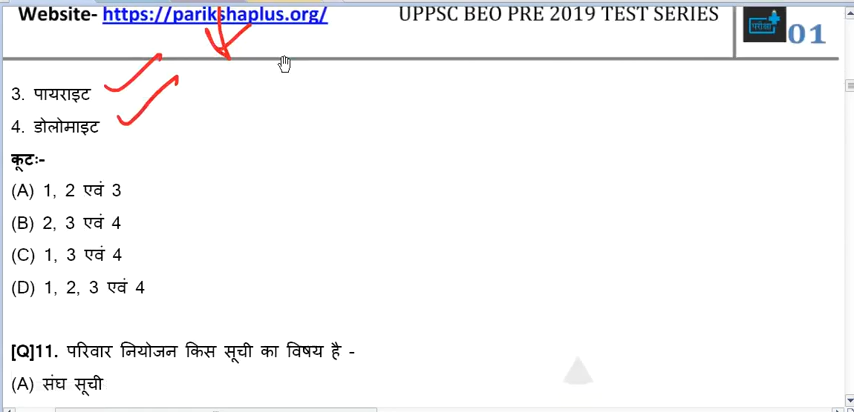 Website- https://parikshaplus.org/ UPPSC BEO PRE 2019 TEST SERIES परीक्षा 01
3. पायराइट
4. डोलोमाइट
कूटः-
(A) 1, 2 एवं 3
(B) 2, 3 एवं 4
(C) 1, 3 एवं 4
(D) 1, 2, 3 एवं 4
[Q]11. परिवार नियोजन किस सूची का विषय है -
(A) संघ सूची